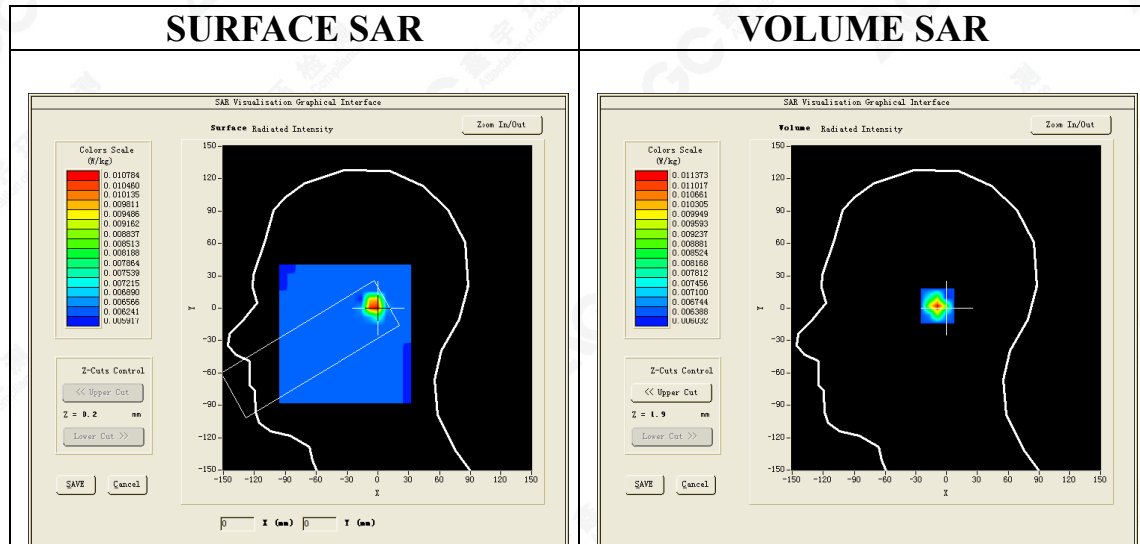 SURFACE SAR
VOLUME SAR
SAR Visualisation Graphical Interface
Surface Radiated Intensity
Zoom In/Out
Colors Scale
(W/kg)
0.010784
0.010460
0.010135
0.009811
0.009486
0.009162
0.008837
0.008513
0.008188
0.007864
0.007539
0.007215
0.006890
0.006566
0.006241
0.005917
150
120
90
60
30
0
-30
-60
-90
-120
-150
Y
-150 -120 -90 -60 -30 0 30 60 90 120 150
X
Z-Cuts Control
<< Upper Cut
Z = 0.2 mm
Lower Cut >>
SAVE Cancel
0 X (mm) 0 Y (mm)
SAR Visualisation Graphical Interface
Volume Radiated Intensity
Zoom In/Out
Colors Scale
(W/kg)
0.011373
0.011017
0.010661
0.010305
0.009949
0.009593
0.009237
0.008881
0.008524
0.008168
0.007812
0.007456
0.007100
0.006744
0.006388
0.006032
150
120
90
60
30
0
-30
-60
-90
-120
-150
Y
-150 -120 -90 -60 -30 0 30 60 90 120 150
X
Z-Cuts Control
<< Upper Cut
Z = 1.9 mm
Lower Cut >>
SAVE Cancel